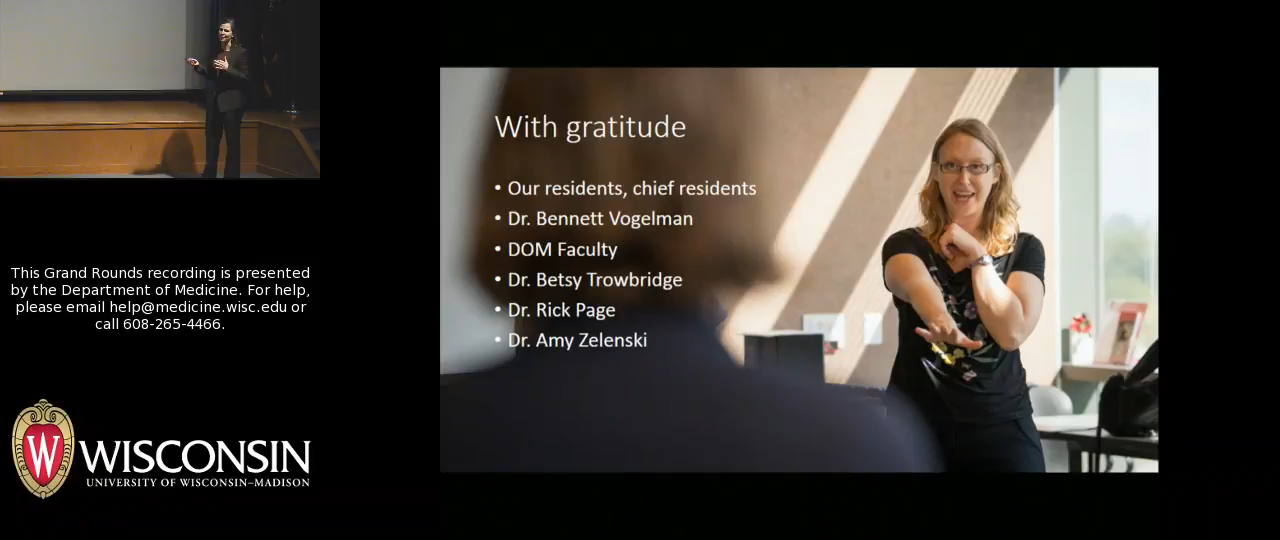 This Grand Rounds recording is presented
by the Department of Medicine. For help,
please email help@medicine.wisc.edu or
call 608-265-4466.
W WISCONSIN
UNIVERSITY OF WISCONSIN–MADISON
With gratitude
• Our residents, chief residents
• Dr. Bennett Vogelman
• DOM Faculty
• Dr. Betsy Trowbridge
• Dr. Rick Page
• Dr. Amy Zelenski